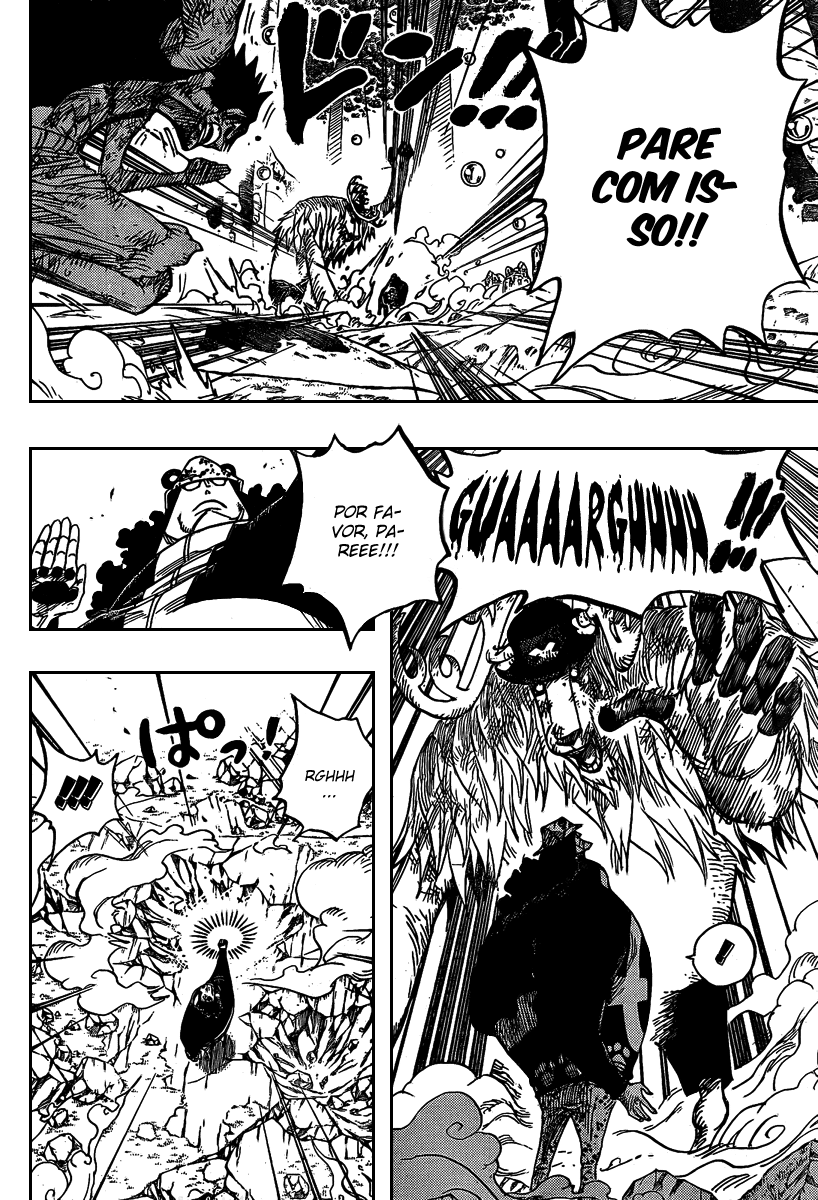 ドン!!!
PARE
COM IS-
SO!!
POR FA-
VOR, PA-
REEE!!!
GUAAAARGHHHH!!!
ぱっ!
RGHHH
...
!!!!
!